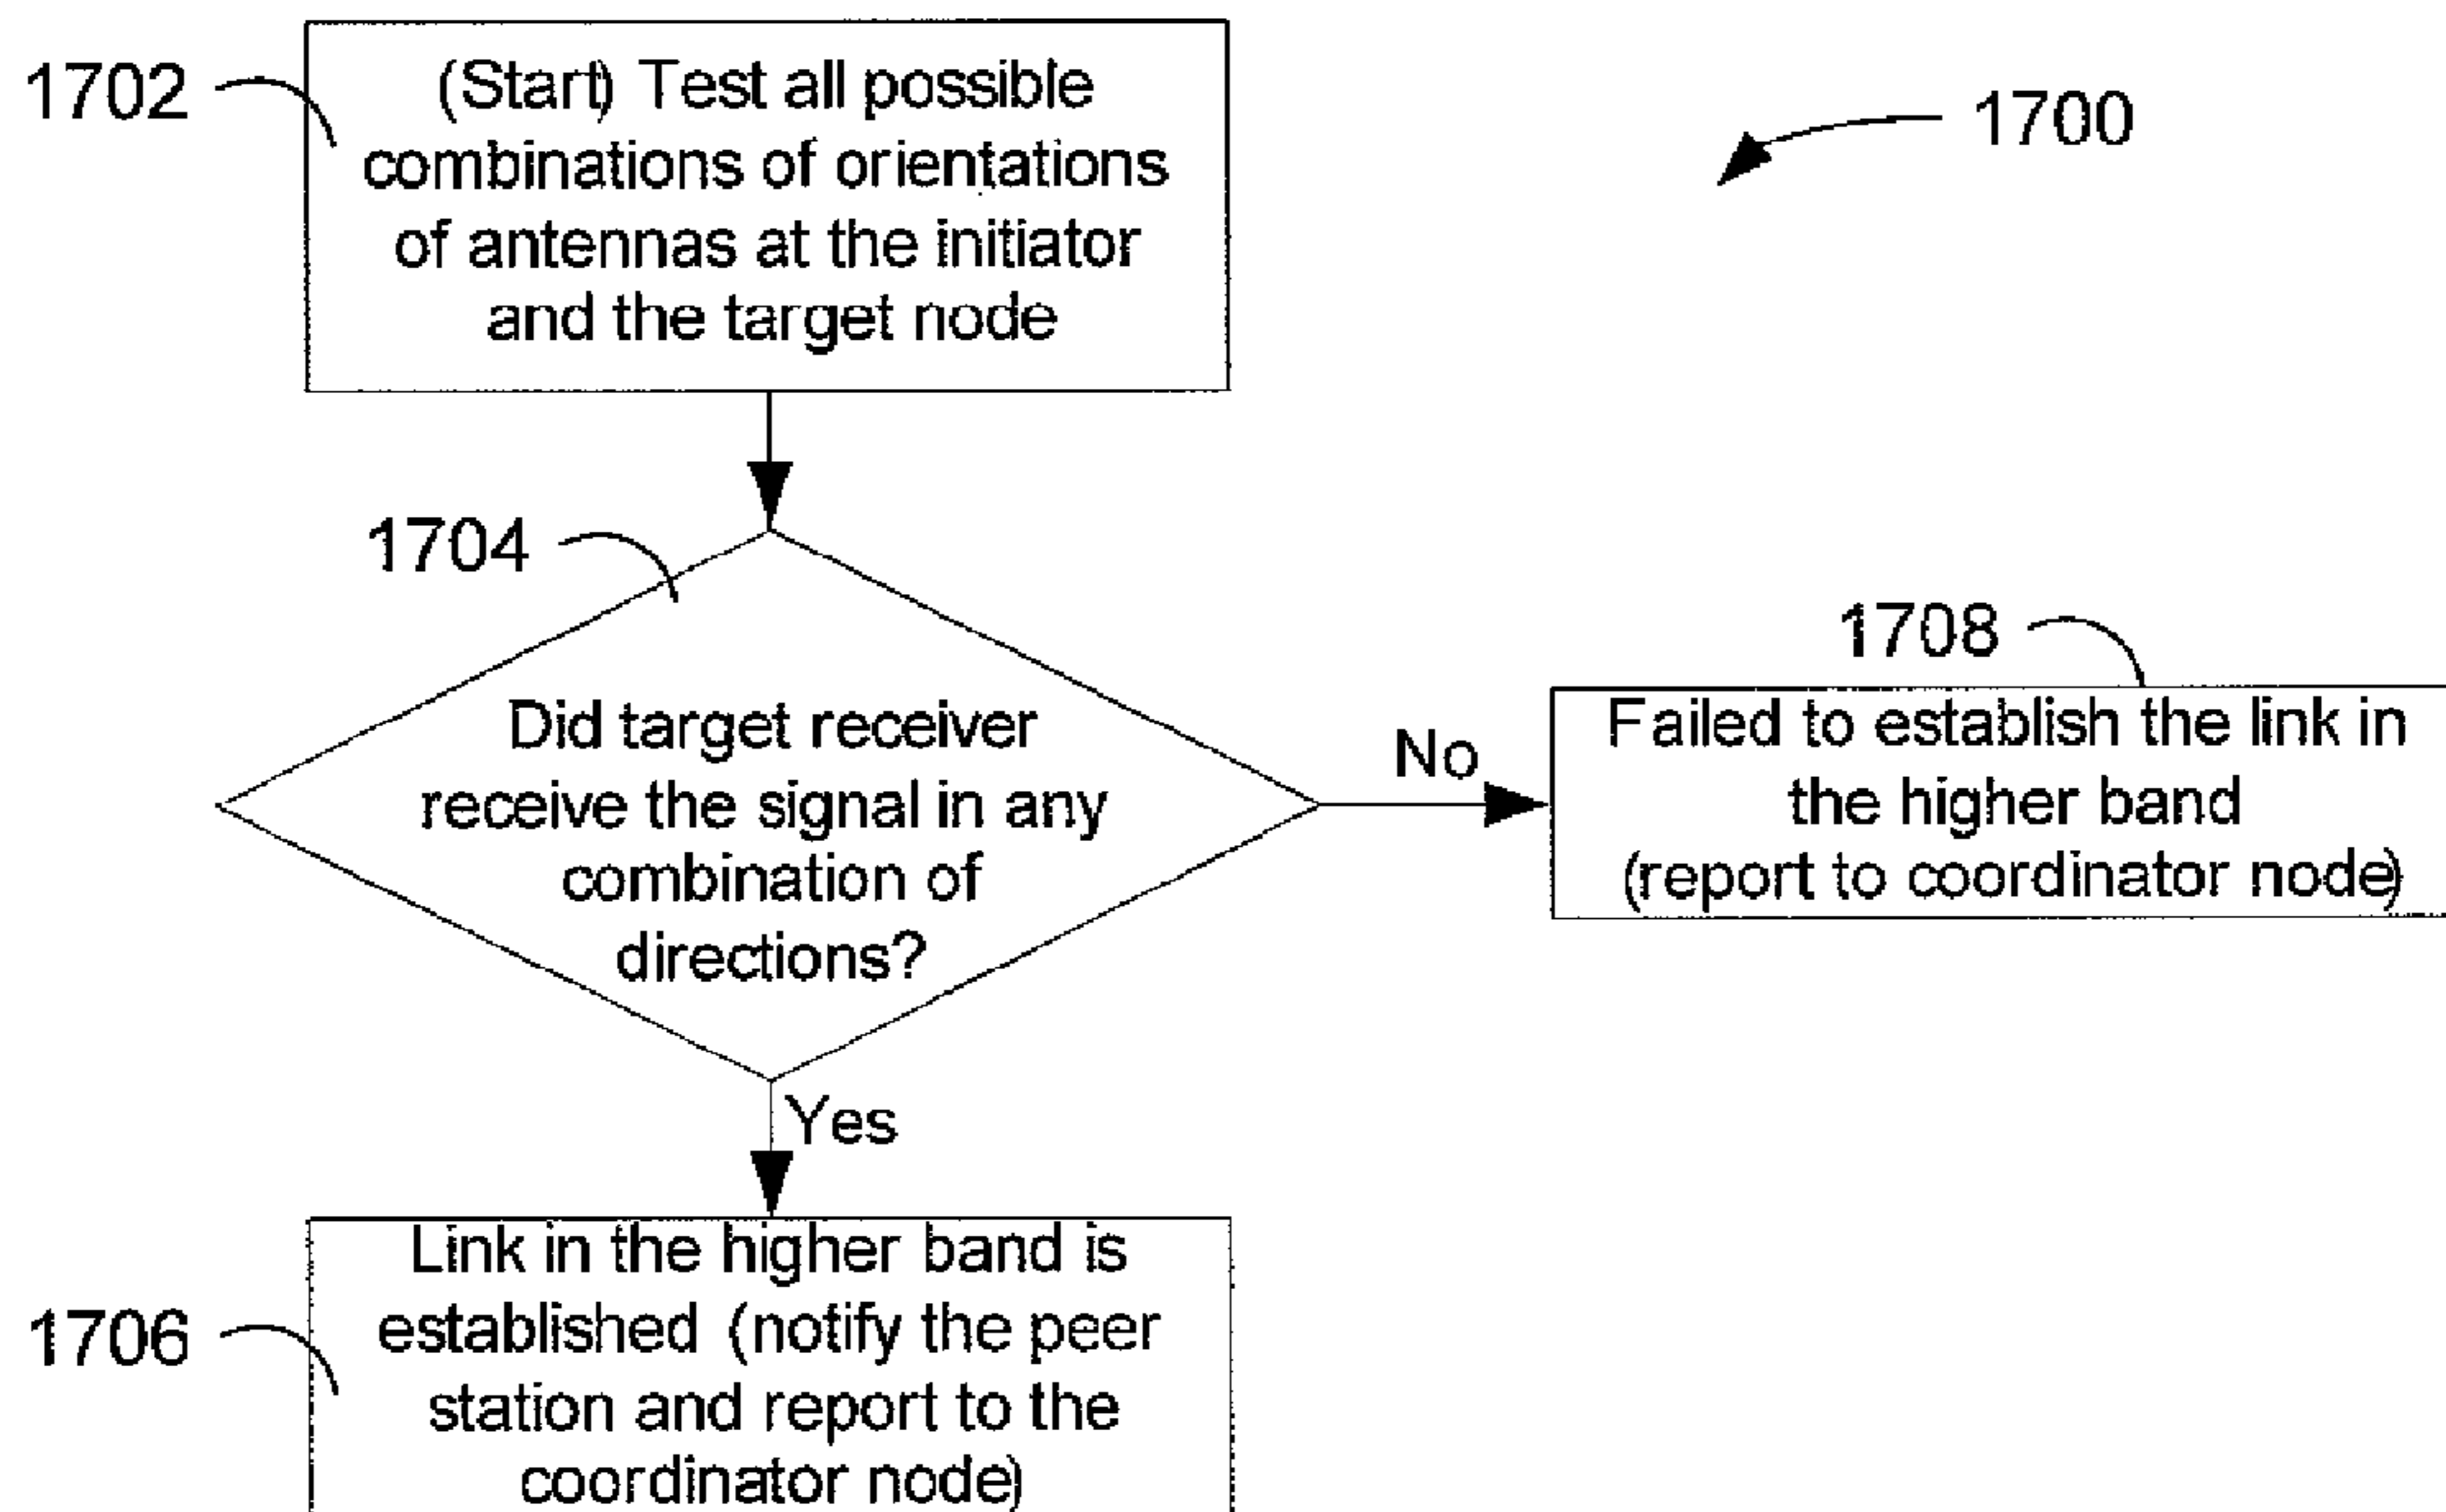 1702
(Start) Test all possible
combinations of orientations
of antennas at the initiator
and the target node
1700
1704
Did target receiver
receive the signal in any
combination of
directions?
No
1708
Failed to establish the link in
the higher band
(report to coordinator node)
Yes
1706
Link in the higher band is
established (notify the peer
station and report to the
coordinator node)